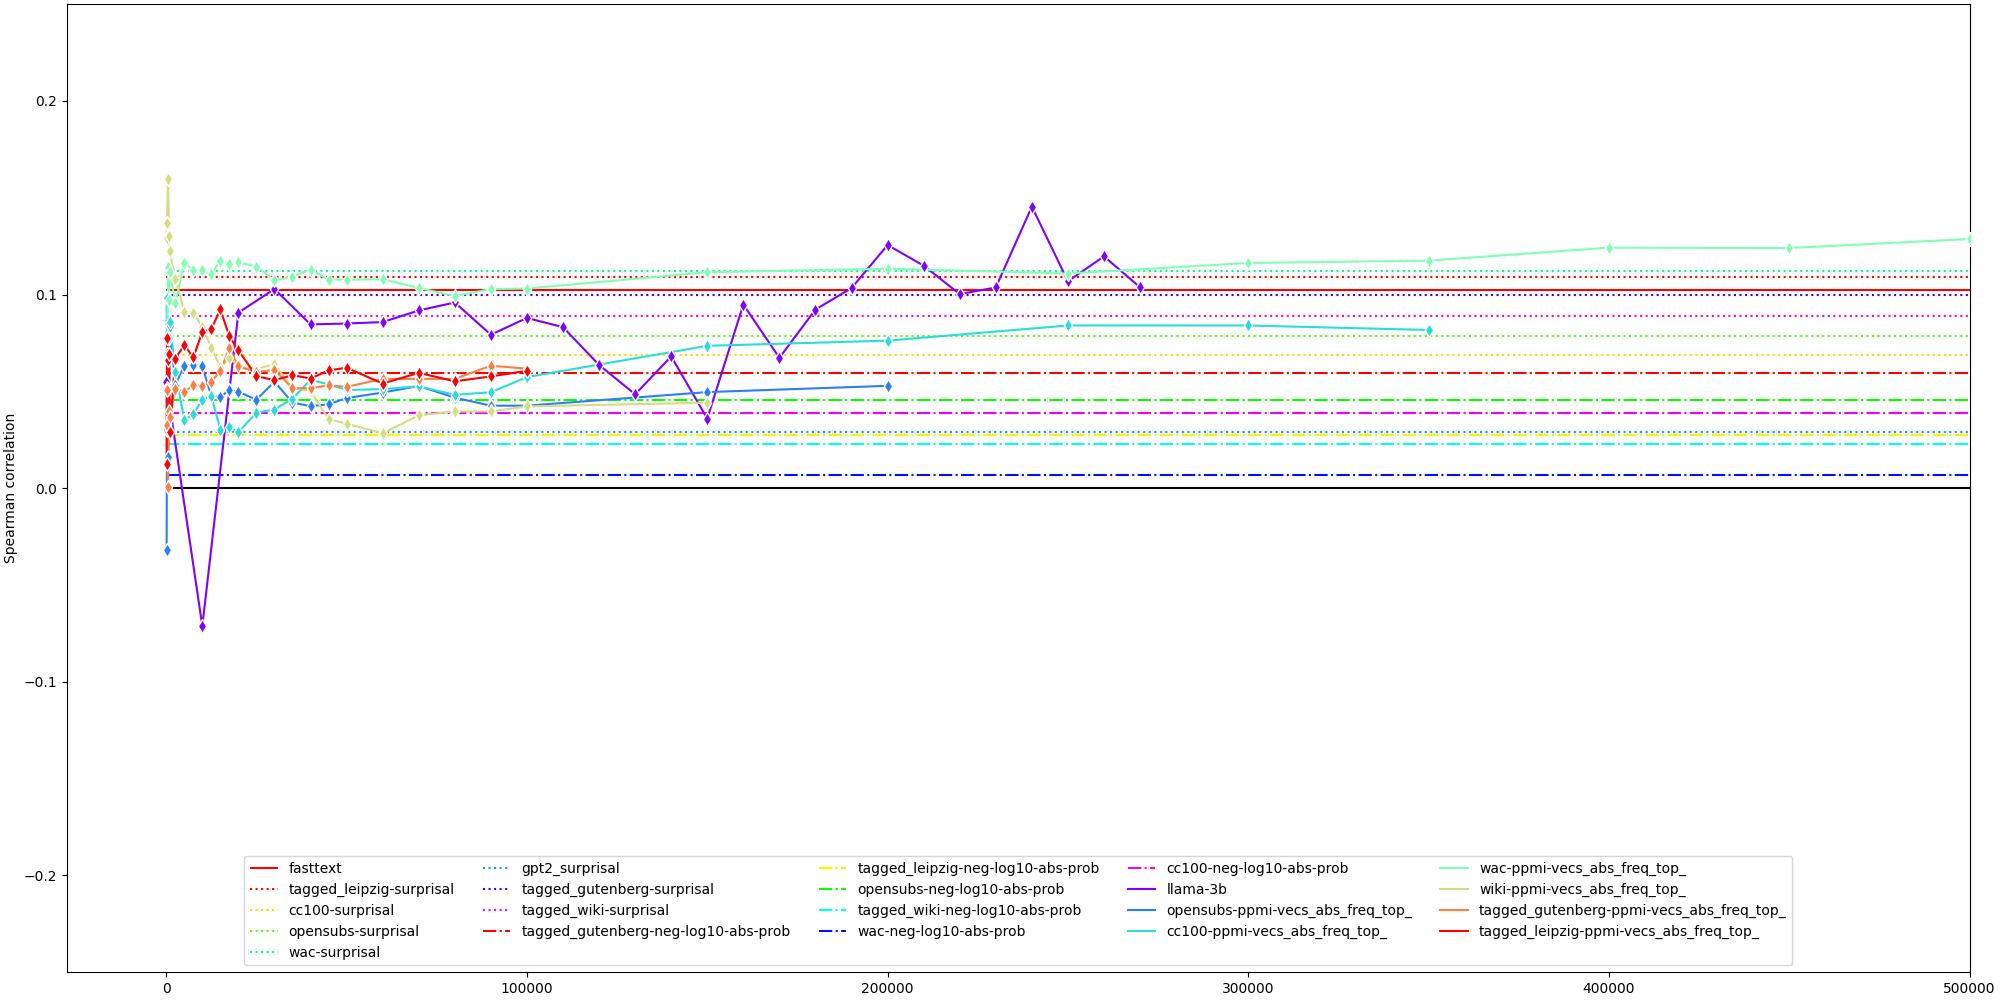 0.2
0.1
0.0
−0.1
−0.2
Spearman correlation
fasttext
tagged_leipzig-surprisal
cc100-surprisal
opensubs-surprisal
wac-surprisal
gpt2_surprisal
tagged_gutenberg-surprisal
tagged_wiki-surprisal
tagged_gutenberg-neg-log10-abs-prob
tagged_leipzig-neg-log10-abs-prob
opensubs-neg-log10-abs-prob
tagged_wiki-neg-log10-abs-prob
wac-neg-log10-abs-prob
cc100-neg-log10-abs-prob
llama-3b
opensubs-ppmi-vecs_abs_freq_top_
cc100-ppmi-vecs_abs_freq_top_
wac-ppmi-vecs_abs_freq_top_
wiki-ppmi-vecs_abs_freq_top_
tagged_gutenberg-ppmi-vecs_abs_freq_top_
tagged_leipzig-ppmi-vecs_abs_freq_top_
0 100000 200000 300000 400000 500000